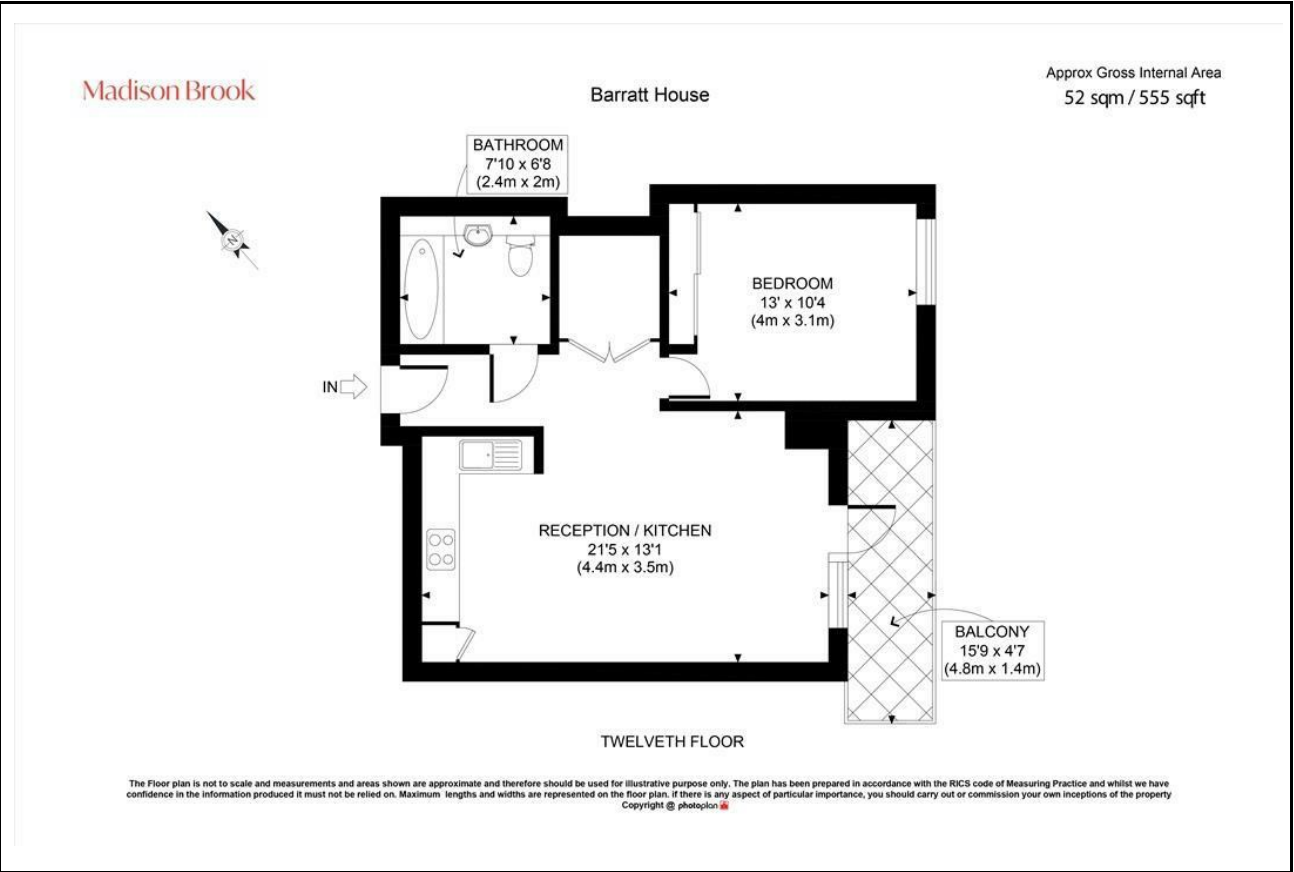 Madison Brook
Barratt House
Approx Gross Internal Area
52 sqm / 555 sqft
BATHROOM
7'10 x 6'8
(2.4m x 2m)
N
BEDROOM
13' x 10'4
(4m x 3.1m)
IN
RECEPTION / KITCHEN
21'5 x 13'1
(4.4m x 3.5m)
BALCONY
15'9 x 4'7
(4.8m x 1.4m)
TWELVETH FLOOR
The Floor plan is not to scale and measurements and areas shown are approximate and therefore should be used for illustrative purpose only. The plan has been prepared in accordance with the RICS code of Measuring Practice and whilst we have
confidence in the information produced it must not be relied on. Maximum lengths and widths are represented on the floor plan. if there is any aspect of particular importance, you should carry out or commission your own inceptions of the property
Copyright @ photoplan